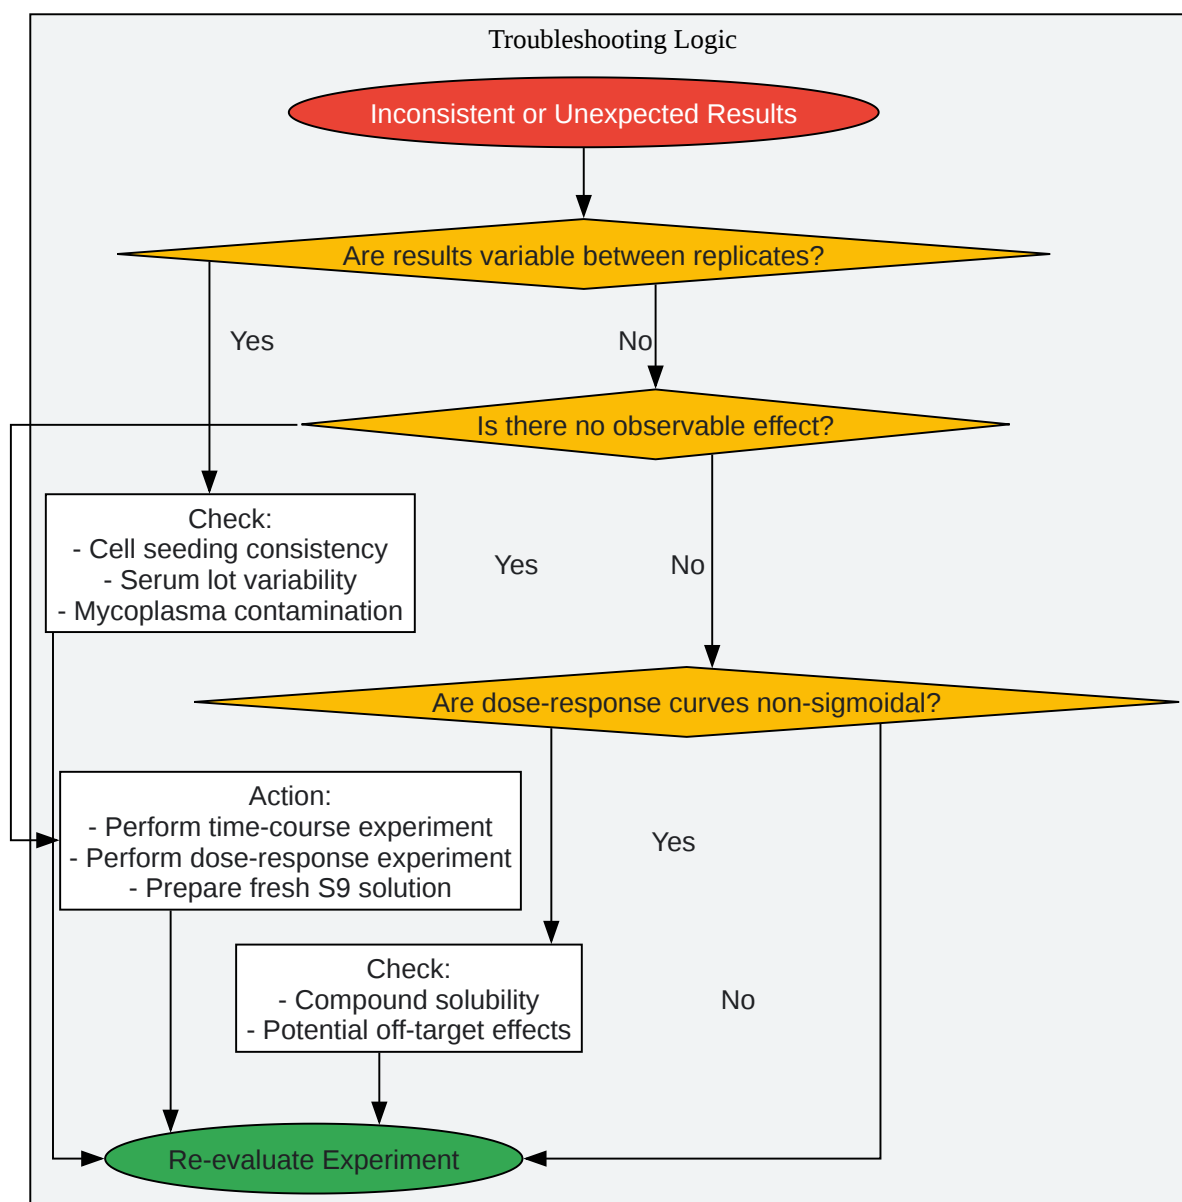 Troubleshooting Logic
Inconsistent or Unexpected Results
Are results variable between replicates?
Yes
No
Is there no observable effect?
Check:
- Cell seeding consistency
- Serum lot variability
- Mycoplasma contamination
Yes
No
Are dose-response curves non-sigmoidal?
Action:
- Perform time-course experiment
- Perform dose-response experiment
- Prepare fresh S9 solution
Yes
Check:
- Compound solubility
- Potential off-target effects
No
Re-evaluate Experiment